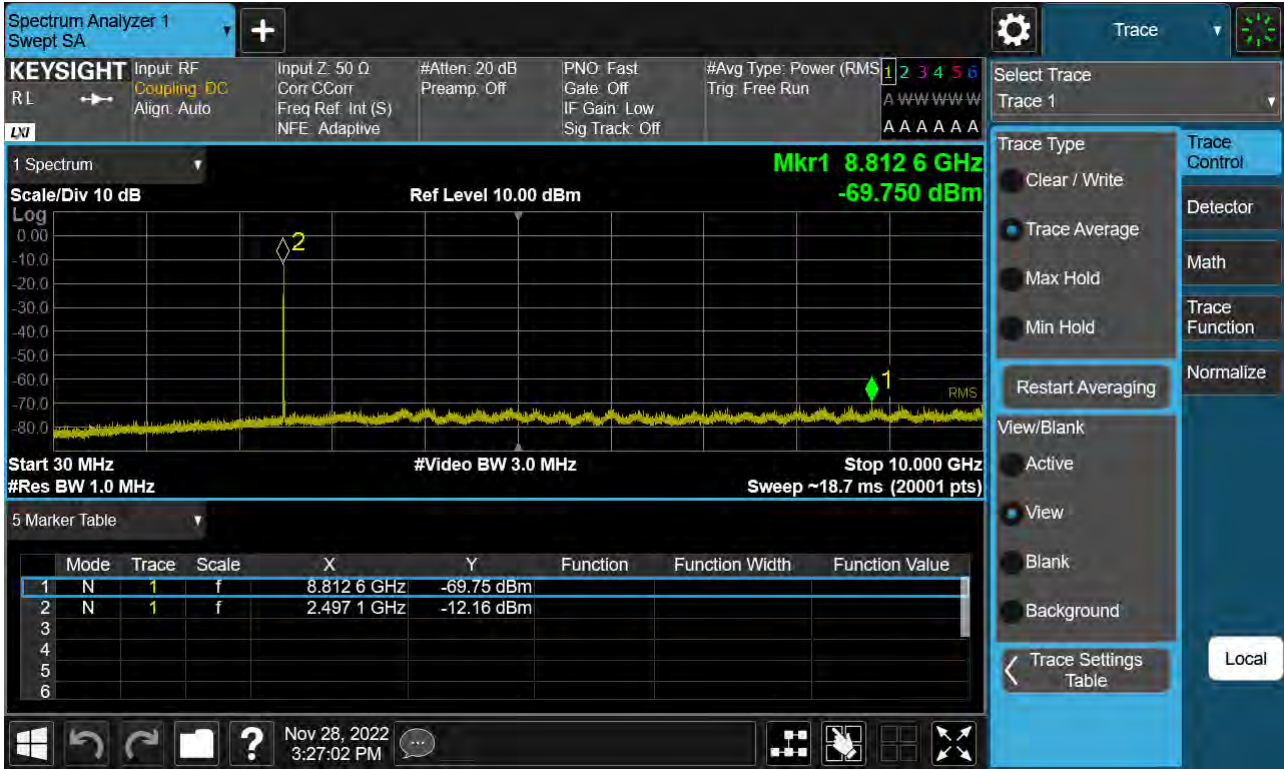 Spectrum Analyzer 1
Swept SA
+
Trace
KEYSIGHT
RL
LXI
Input: RF
Coupling: DC
Align: Auto
Input Z: 50 Ω
Corr CCorr
Freq Ref: Int (S)
NFE: Adaptive
#Atten: 20 dB
Preamp: Off
PNO: Fast
Gate: Off
IF Gain: Low
Sig Track: Off
#Avg Type: Power (RMS
Trig: Free Run
1 2 3 4 5 6
A W W W W W
A A A A A A
Select Trace
Trace 1
1 Spectrum
Mkr1 8.812 6 GHz
-69.750 dBm
Scale/Div 10 dB
Ref Level 10.00 dBm
Log
0.00
-10.0
-20.0
-30.0
-40.0
-50.0
-60.0
-70.0
-80.0
2
1
RMS
Start 30 MHz
#Video BW 3.0 MHz
Stop 10.000 GHz
#Res BW 1.0 MHz
Sweep ~18.7 ms (20001 pts)
5 Marker Table
Mode Trace Scale X Y Function Function Width Function Value
1 N 1 f 8.812 6 GHz -69.75 dBm
2 N 1 f 2.497 1 GHz -12.16 dBm
3
4
5
6
Trace Type
Clear / Write
Trace Average
Max Hold
Min Hold
Restart Averaging
View/Blank
Active
View
Blank
Background
Trace Settings
Table
Trace
Control
Detector
Math
Trace
Function
Normalize
Local
?
Nov 28, 2022
3:27:02 PM